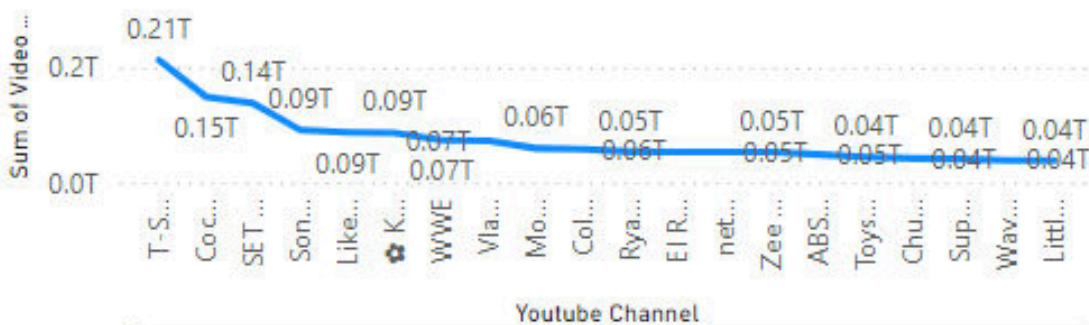 Sum of Video ...
0.2T
0.0T
0.21T
0.15T
0.14T
0.09T
0.09T
0.09T
0.07T
0.07T
0.06T
0.06T
0.05T
0.05T
0.05T
0.04T
0.05T
0.04T
0.04T
0.04T
0.04T
T-S...
Coc...
SET ...
Son...
Like...
✿ K...
WWE
Vla...
Mo...
Col...
Rya...
El R...
net...
Zee ...
ABS...
Toys...
Chu...
Sup...
Wav...
Littl...
Youtube Channel